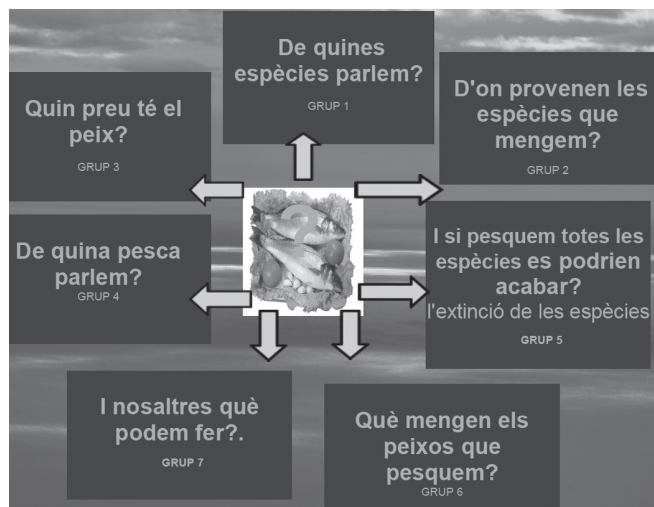 De quines
espècies parlem?
GRUP 1
D'on provenen les
espècies que
mengem?
GRUP 2
Quin preu té el
peix?
GRUP 3
De quina pesca
parlem?
GRUP 4
I si pesquem totes les
espècies es podrien
acabar?
l'extinció de les espècies
GRUP 5
Què mengen els
peixos que
pesquem?
GRUP 6
I nosaltres què
podem fer?.
GRUP 7
?